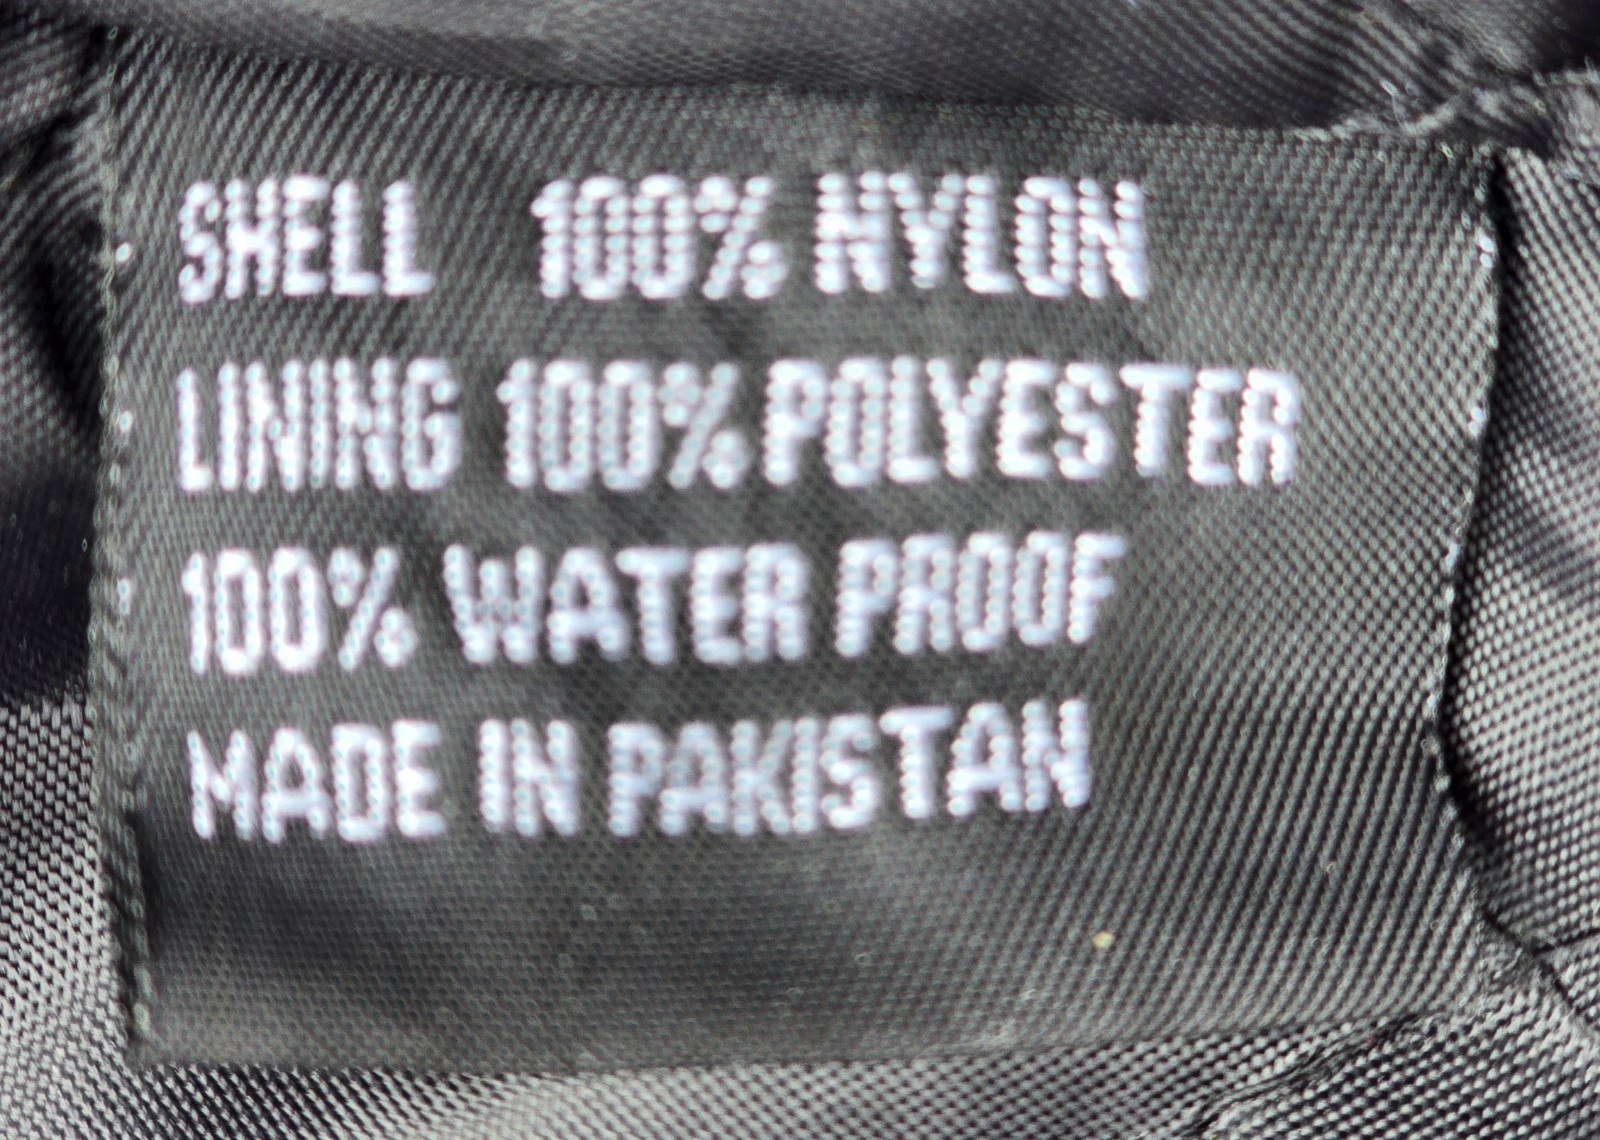 SHELL 100% NYLON
LINING 100% POLYESTER
100% WATER PROOF
MADE IN PAKISTAN